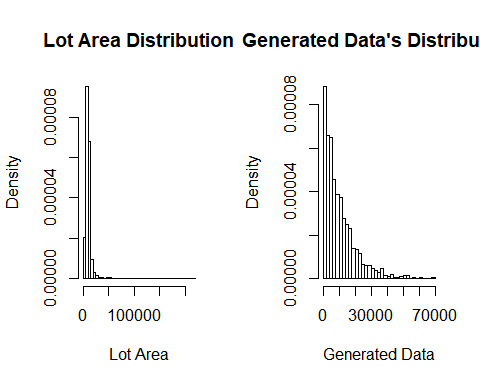 Lot Area Distribution
Density
0.00000
0.00004
0.00008
0
100000
Lot Area
Generated Data's Distribu
Density
0.00000
0.00004
0.00008
0
30000
70000
Generated Data